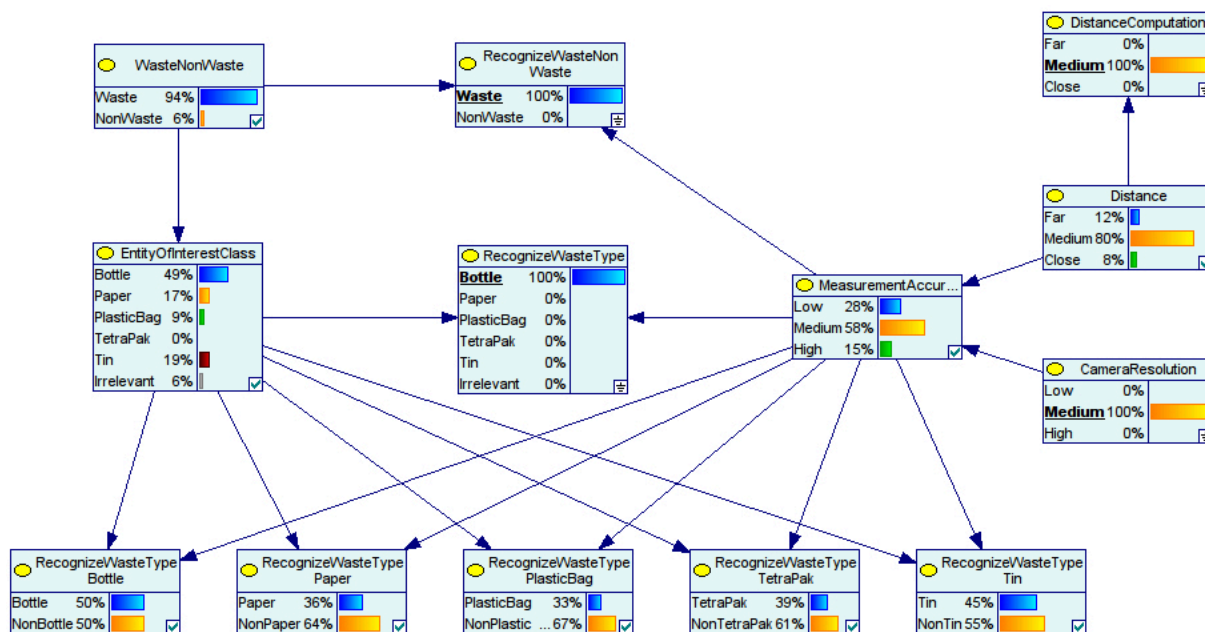 WasteNonWaste
Waste 94%
NonWaste 6%
RecognizeWasteNon
Waste
Waste 100%
NonWaste 0%
DistanceComputation
Far 0%
Medium 100%
Close 0%
Distance
Far 12%
Medium 80%
Close 8%
EntityOfInterestClass
Bottle 49%
Paper 17%
PlasticBag 9%
TetraPak 0%
Tin 19%
Irrelevant 6%
RecognizeWasteType
Bottle 100%
Paper 0%
PlasticBag 0%
TetraPak 0%
Tin 0%
Irrelevant 0%
MeasurementAccur...
Low 28%
Medium 58%
High 15%
CameraResolution
Low 0%
Medium 100%
High 0%
RecognizeWasteType
Bottle
Bottle 50%
NonBottle 50%
RecognizeWasteType
Paper
Paper 36%
NonPaper 64%
RecognizeWasteType
PlasticBag
PlasticBag 33%
NonPlastic ... 67%
RecognizeWasteType
TetraPak
TetraPak 39%
NonTetraPak 61%
RecognizeWasteType
Tin
Tin 45%
NonTin 55%